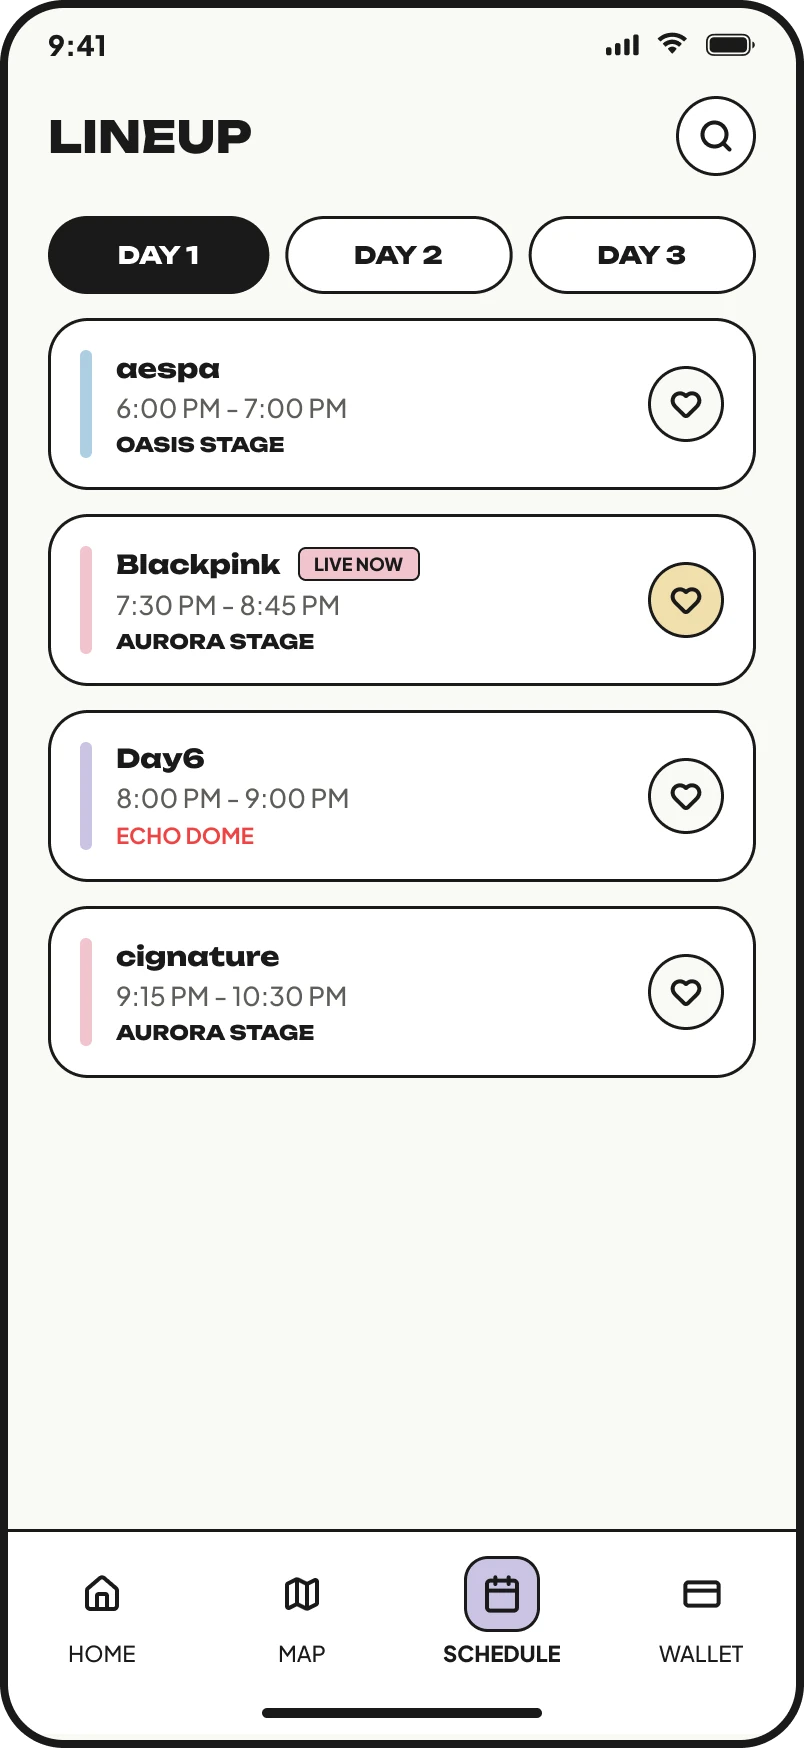 9:41
LINEUP
DAY 1
DAY 2
DAY 3
aespa
6:00 PM - 7:00 PM
OASIS STAGE
Blackpink
LIVE NOW
7:30 PM - 8:45 PM
AURORA STAGE
Day6
8:00 PM - 9:00 PM
ECHO DOME
cignature
9:15 PM - 10:30 PM
AURORA STAGE
HOME
MAP
SCHEDULE
WALLET